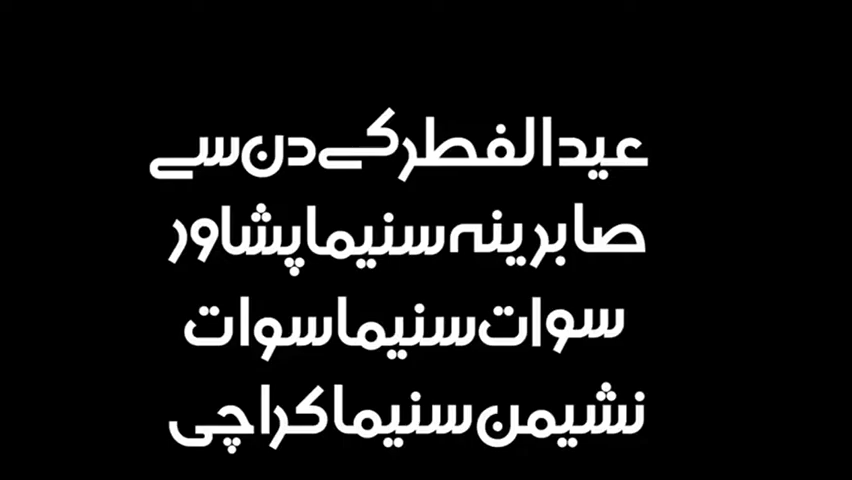 عیدالفطر کے دن سے
صابرینہ سنیما پشاور
سوات سنیما سوات
نشیمن سنیما کراچی